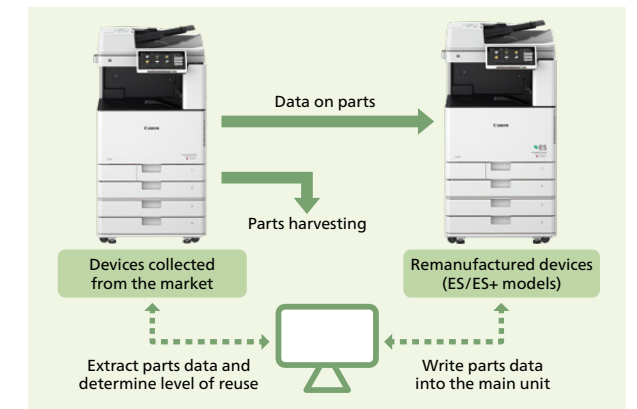 Data on parts
Canon
Canon
ES
Parts harvesting
Devices collected
from the market
Remanufactured devices
(ES/ES+ models)
Extract parts data and
determine level of reuse
Write parts data
into the main unit